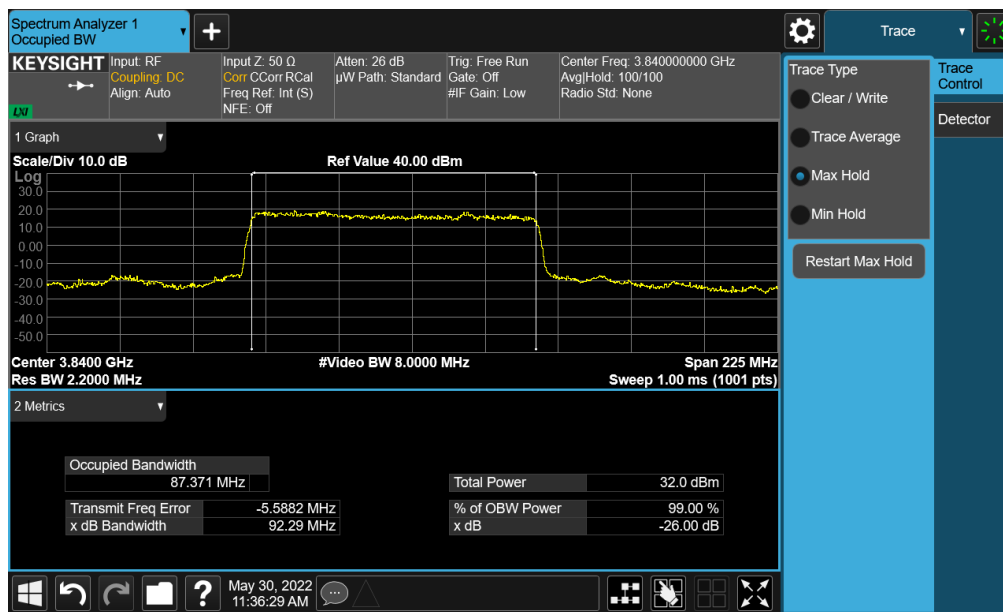 Spectrum Analyzer 1
Occupied BW
+
Trace
KEYSIGHT
LXI
Input: RF
Coupling: DC
Align: Auto
Input Z: 50 Ω
Corr CCorr RCal
Freq Ref: Int (S)
NFE: Off
Atten: 26 dB
µW Path: Standard
Trig: Free Run
Gate: Off
#IF Gain: Low
Center Freq: 3.840000000 GHz
Avg|Hold: 100/100
Radio Std: None
Trace Type
Clear / Write
Trace Average
Max Hold
Min Hold
Restart Max Hold
Trace
Control
Detector
1 Graph
Scale/Div 10.0 dB
Ref Value 40.00 dBm
Log
30.0
20.0
10.0
0.00
-10.0
-20.0
-30.0
-40.0
-50.0
Center 3.8400 GHz
#Video BW 8.0000 MHz
Span 225 MHz
Res BW 2.2000 MHz
Sweep 1.00 ms (1001 pts)
2 Metrics
Occupied Bandwidth
87.371 MHz
Total Power 32.0 dBm
Transmit Freq Error -5.5882 MHz
% of OBW Power 99.00 %
x dB Bandwidth 92.29 MHz
x dB -26.00 dB
?
May 30, 2022
11:36:29 AM